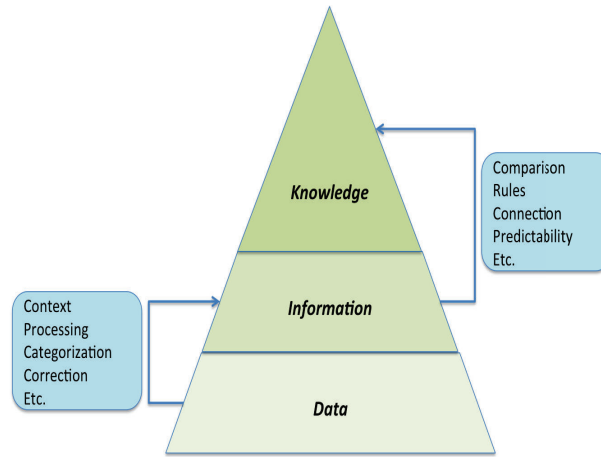 Knowledge
Comparison
Rules
Connection
Predictability
Etc.
Information
Context
Processing
Categorization
Correction
Etc.
Data